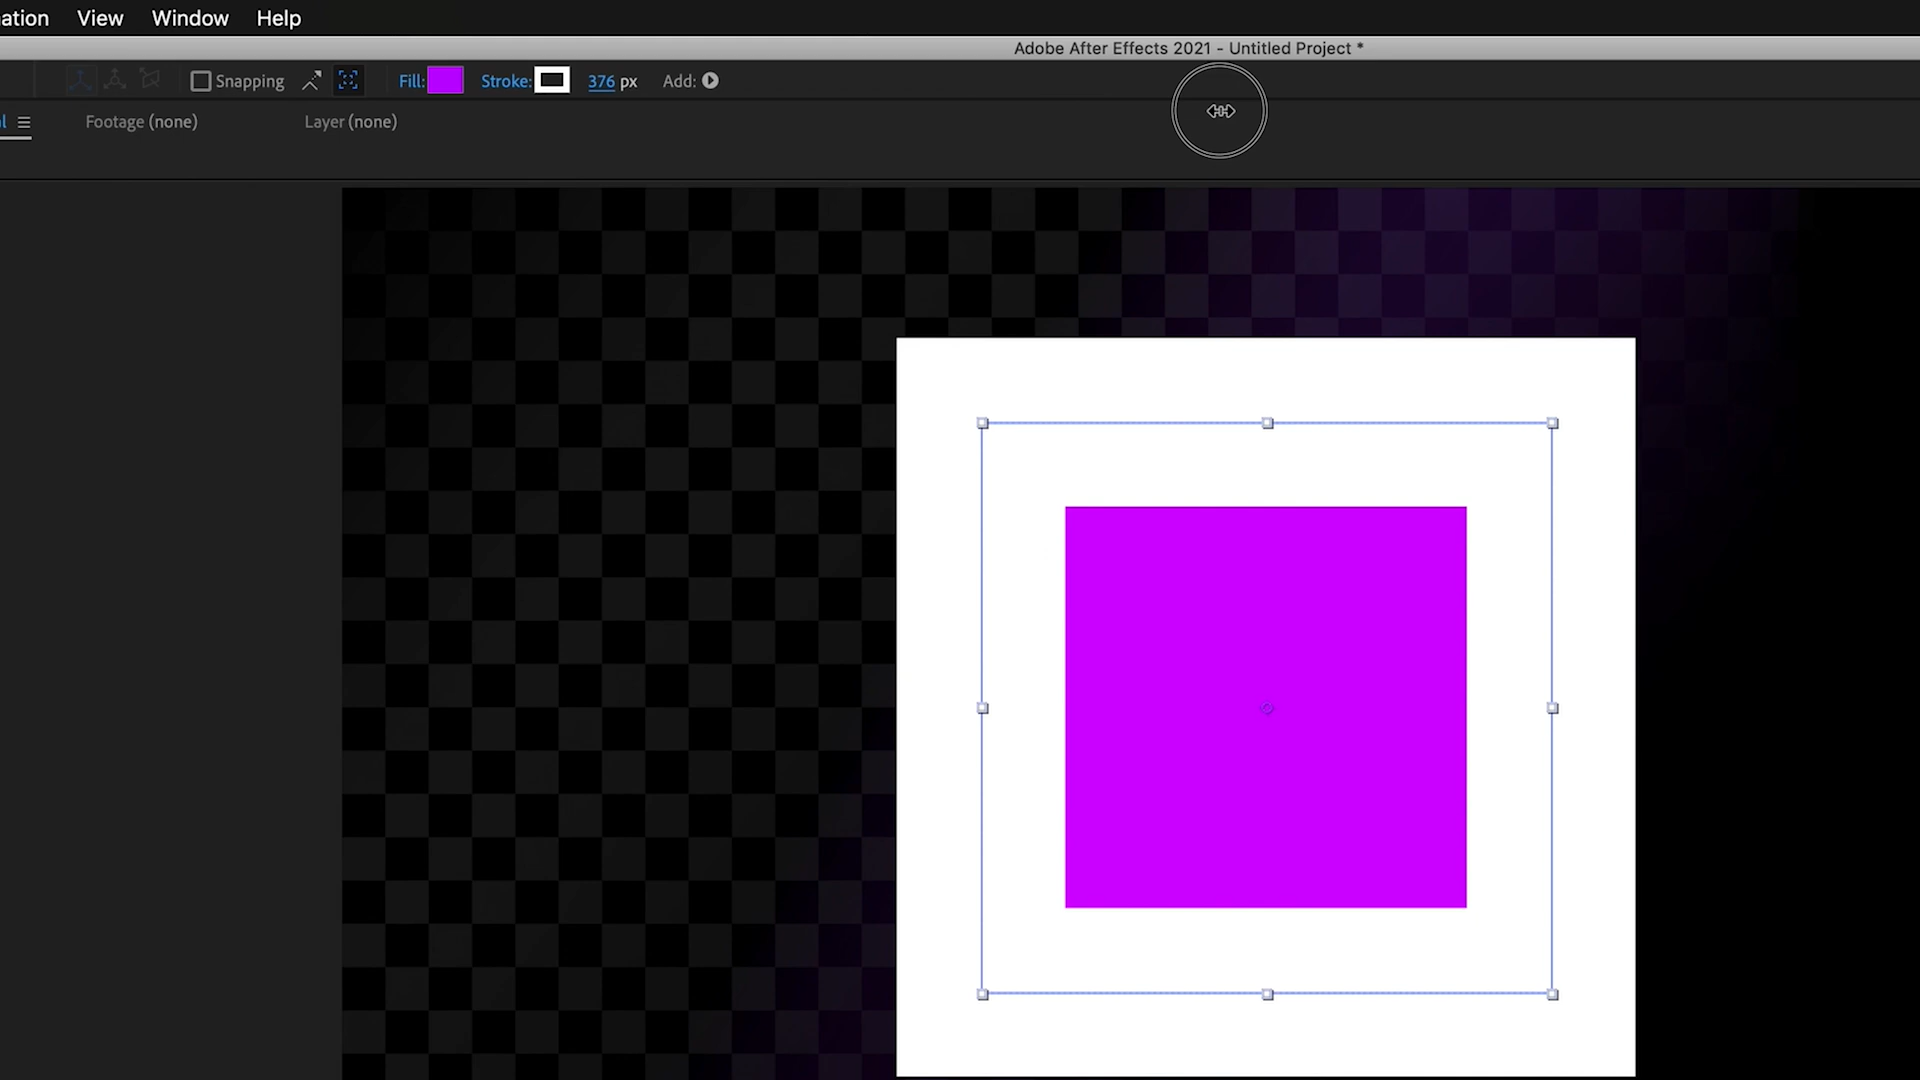 ation View Window Help
Adobe After Effects 2021 - Untitled Project *
Snapping Fill: Stroke: 376 px Add:
l Footage (none) Layer (none)